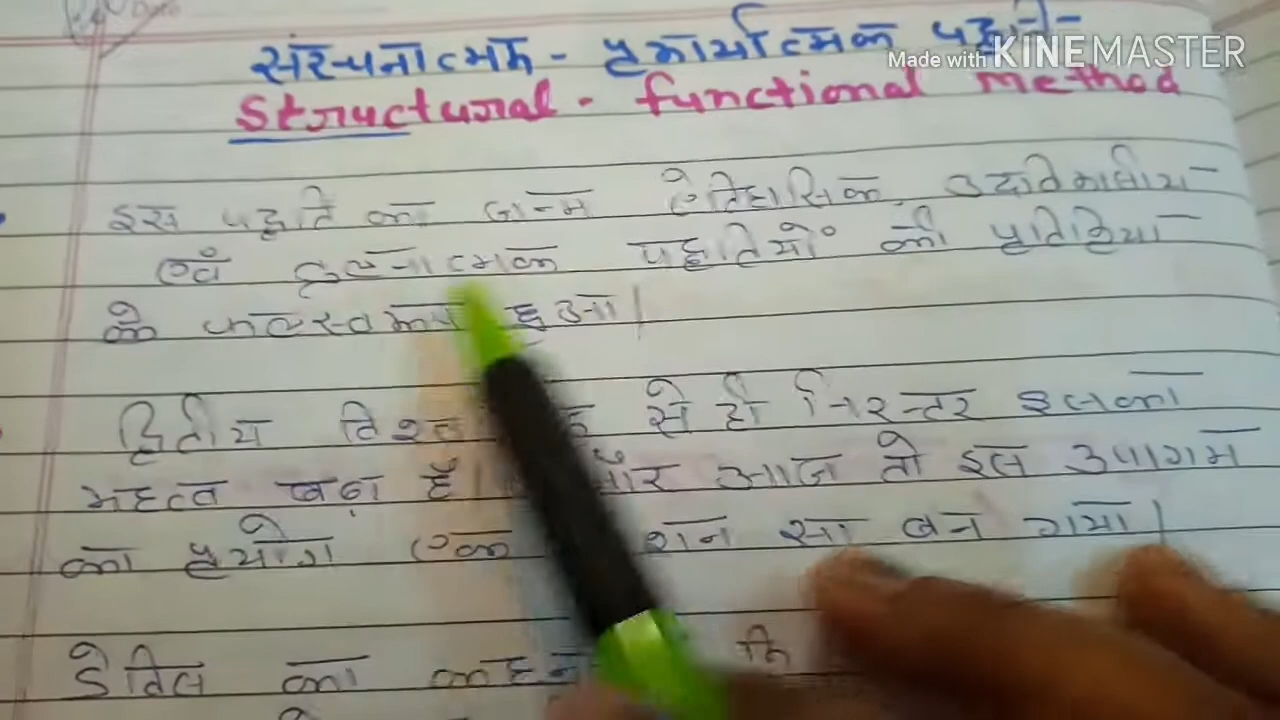 संरचनात्मक - प्रकार्यात्मक पद्धति-
Made with KINEMASTER
Structural - functional method
इस पद्धति का जन्म ऐतिहासिक, उद्विकासीय
एवं तुलनात्मक पद्धतियों की प्रतिक्रिया
के फलस्वरूप हुआ।
द्वितीय से ही निरन्तर इसका
महत्व बढ़ा है। और आज तो इस उपागम
का प्रयोग एक सा बन गया।
डेविस का कहना कि